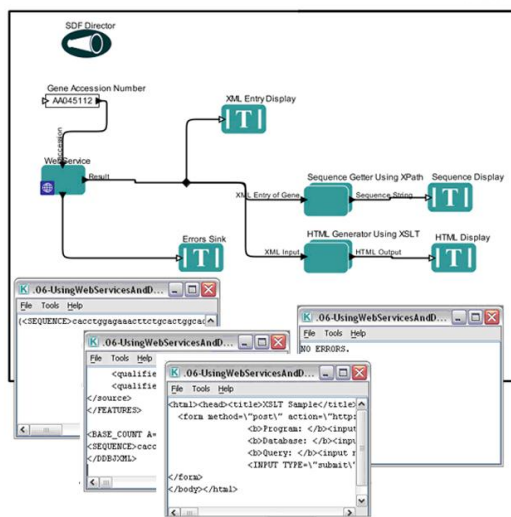 SDF Director
Gene Accession Number
AA045112
XML Entry Display
T
accession
WebService
Result
Sequence Getter Using XPath
Sequence Display
XML Entry of Gene
Sequence String
T
Errors Sink
T
HTML Generator Using XSLT
HTML Display
XML Input
HTML Output
T
.06-UsingWebServicesAndD...
File Tools Help
(<SEQUENCE>cacctggagaaacttctgcactggcac
.06-UsingWebServicesAndD...
File Tools Help
<qualifie
<qualifie
</source>
</FEATURES>
<BASE_COUNT A=
<SEQUENCE>cacc
</DDBJXML>
.06-UsingWebServicesAndD...
File Tools Help
NO ERRORS.
.06-UsingWebServicesAndD...
File Tools Help
<html><head><title>XSLT Sample</title>
<form method=\"post\" action=\"http:
<b>Program: </b><input
<b>Database: </b><input
<b>Query: </b><input n
<INPUT TYPE=\"submit\"
</form>
</body></html>